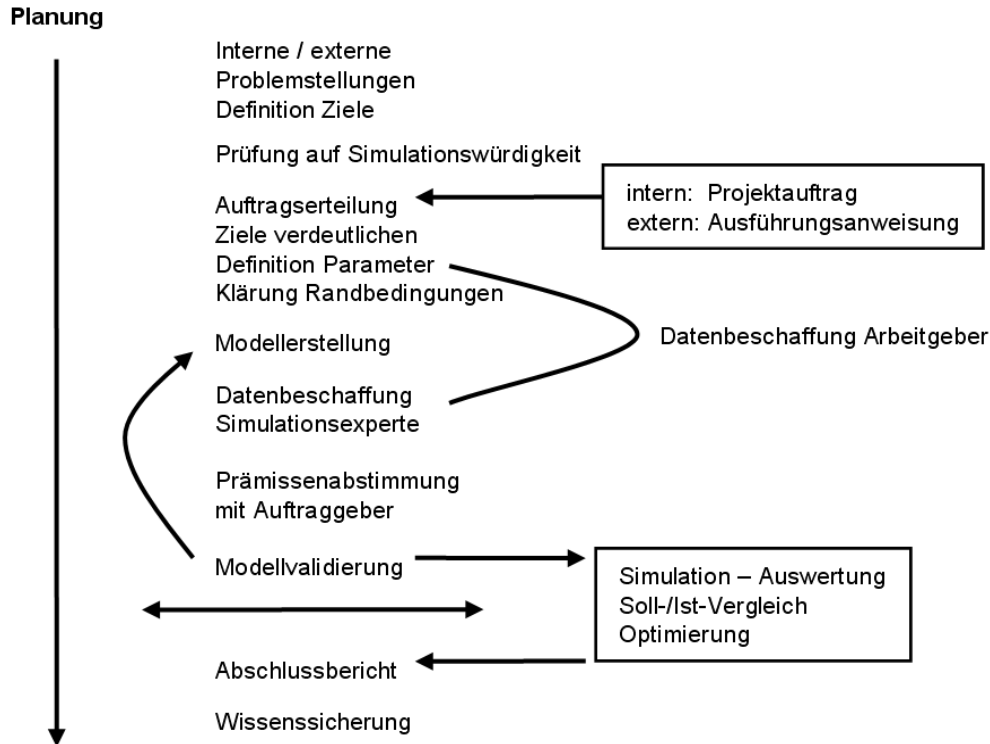 Planung
Interne / externe
Problemstellungen
Definition Ziele
Prüfung auf Simulationswürdigkeit
intern: Projektauftrag
extern: Ausführungsanweisung
Auftragserteilung
Ziele verdeutlichen
Definition Parameter
Klärung Randbedingungen
Datenbeschaffung Arbeitgeber
Modellerstellung
Datenbeschaffung
Simulationsexperte
Prämissenabstimmung
mit Auftraggeber
Modellvalidierung
Simulation – Auswertung
Soll-/Ist-Vergleich
Optimierung
Abschlussbericht
Wissenssicherung